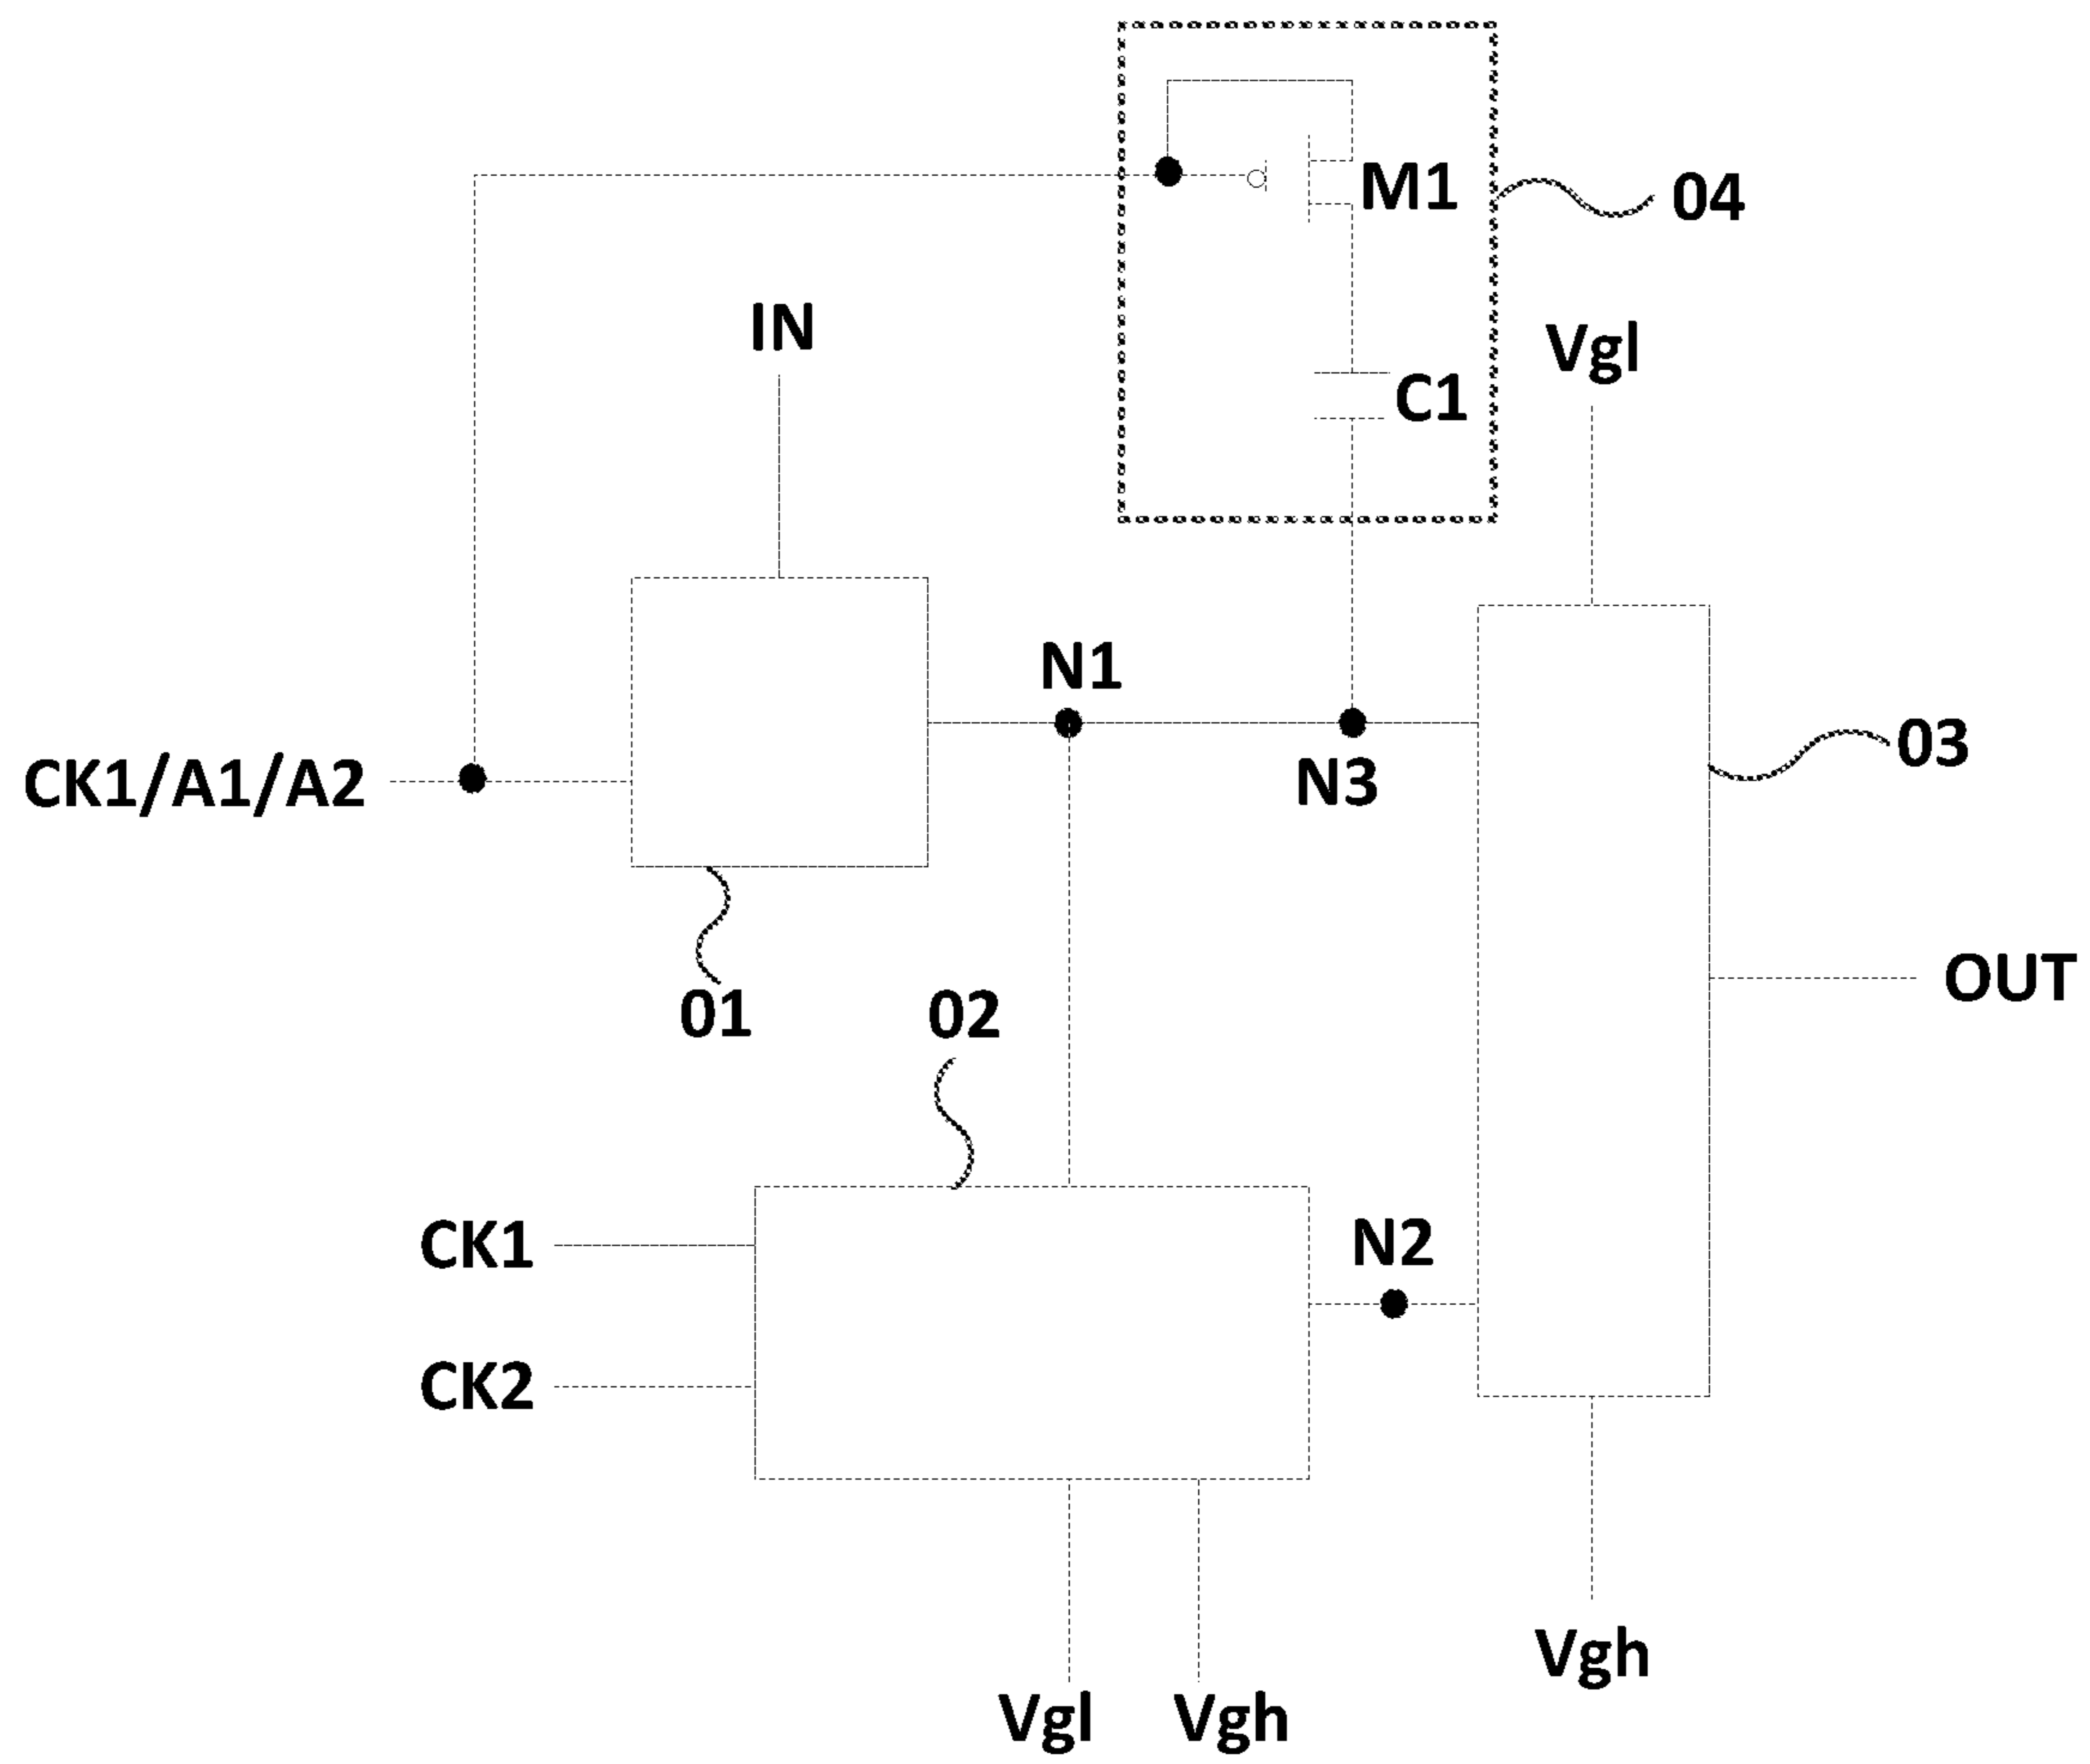 M1
04
IN
Vgl
C1
N1
03
CK1/A1/A2
N3
OUT
01
02
CK1
N2
CK2
Vgh
Vgl
Vgh